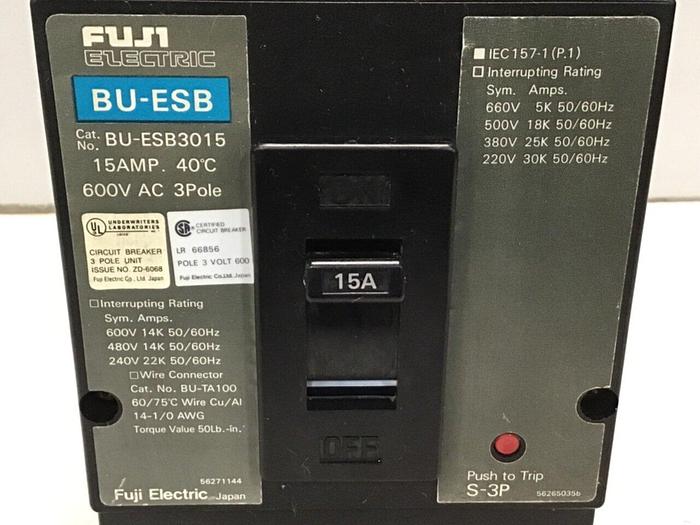 FUJI
ELECTRIC
BU-ESB
Cat. No. BU-ESB3015
15AMP. 40℃
600V AC 3Pole
UL
UNDERWRITERS
LABORATORIES
CIRCUIT BREAKER
3 POLE UNIT
ISSUE NO. ZD-6068
Fuji Electric Co., Ltd. Japan
CERTIFIED
CIRCUIT BREAKER
LR 66856
POLE 3 VOLT 600
Fuji Electric Co.Ltd. Japan
□Interrupting Rating
Sym. Amps.
600V 14K 50/60Hz
480V 14K 50/60Hz
240V 22K 50/60Hz
□Wire Connector
Cat. No. BU-TA100
60/75℃ Wire Cu/Al
14-1/0 AWG
Torque Value 50Lb.-in.
56271144
Fuji Electric Japan
ON
15A
OFF
■ IEC157-1(P.1)
□ Interrupting Rating
Sym. Amps.
660V 5K 50/60Hz
500V 18K 50/60Hz
380V 25K 50/60Hz
220V 30K 50/60Hz
Push to Trip
S-3P
56265035b